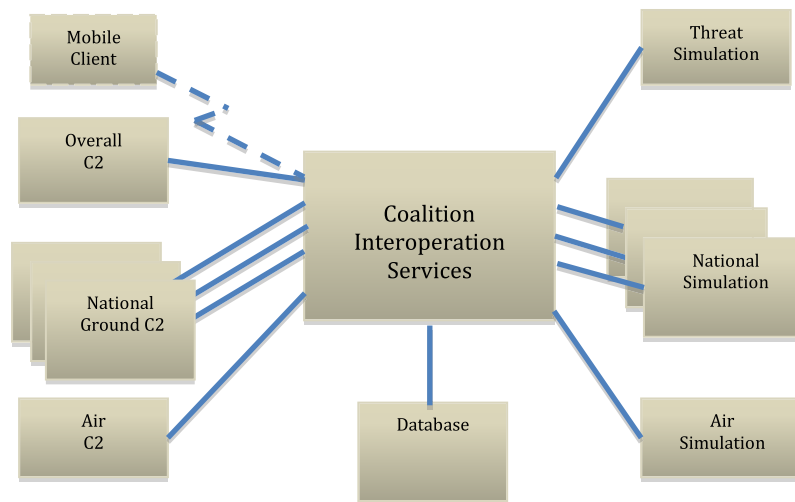 Mobile
Client
Threat
Simulation
Overall
C2
Coalition
Interoperation
Services
National
Simulation
National
Ground C2
Air
C2
Database
Air
Simulation